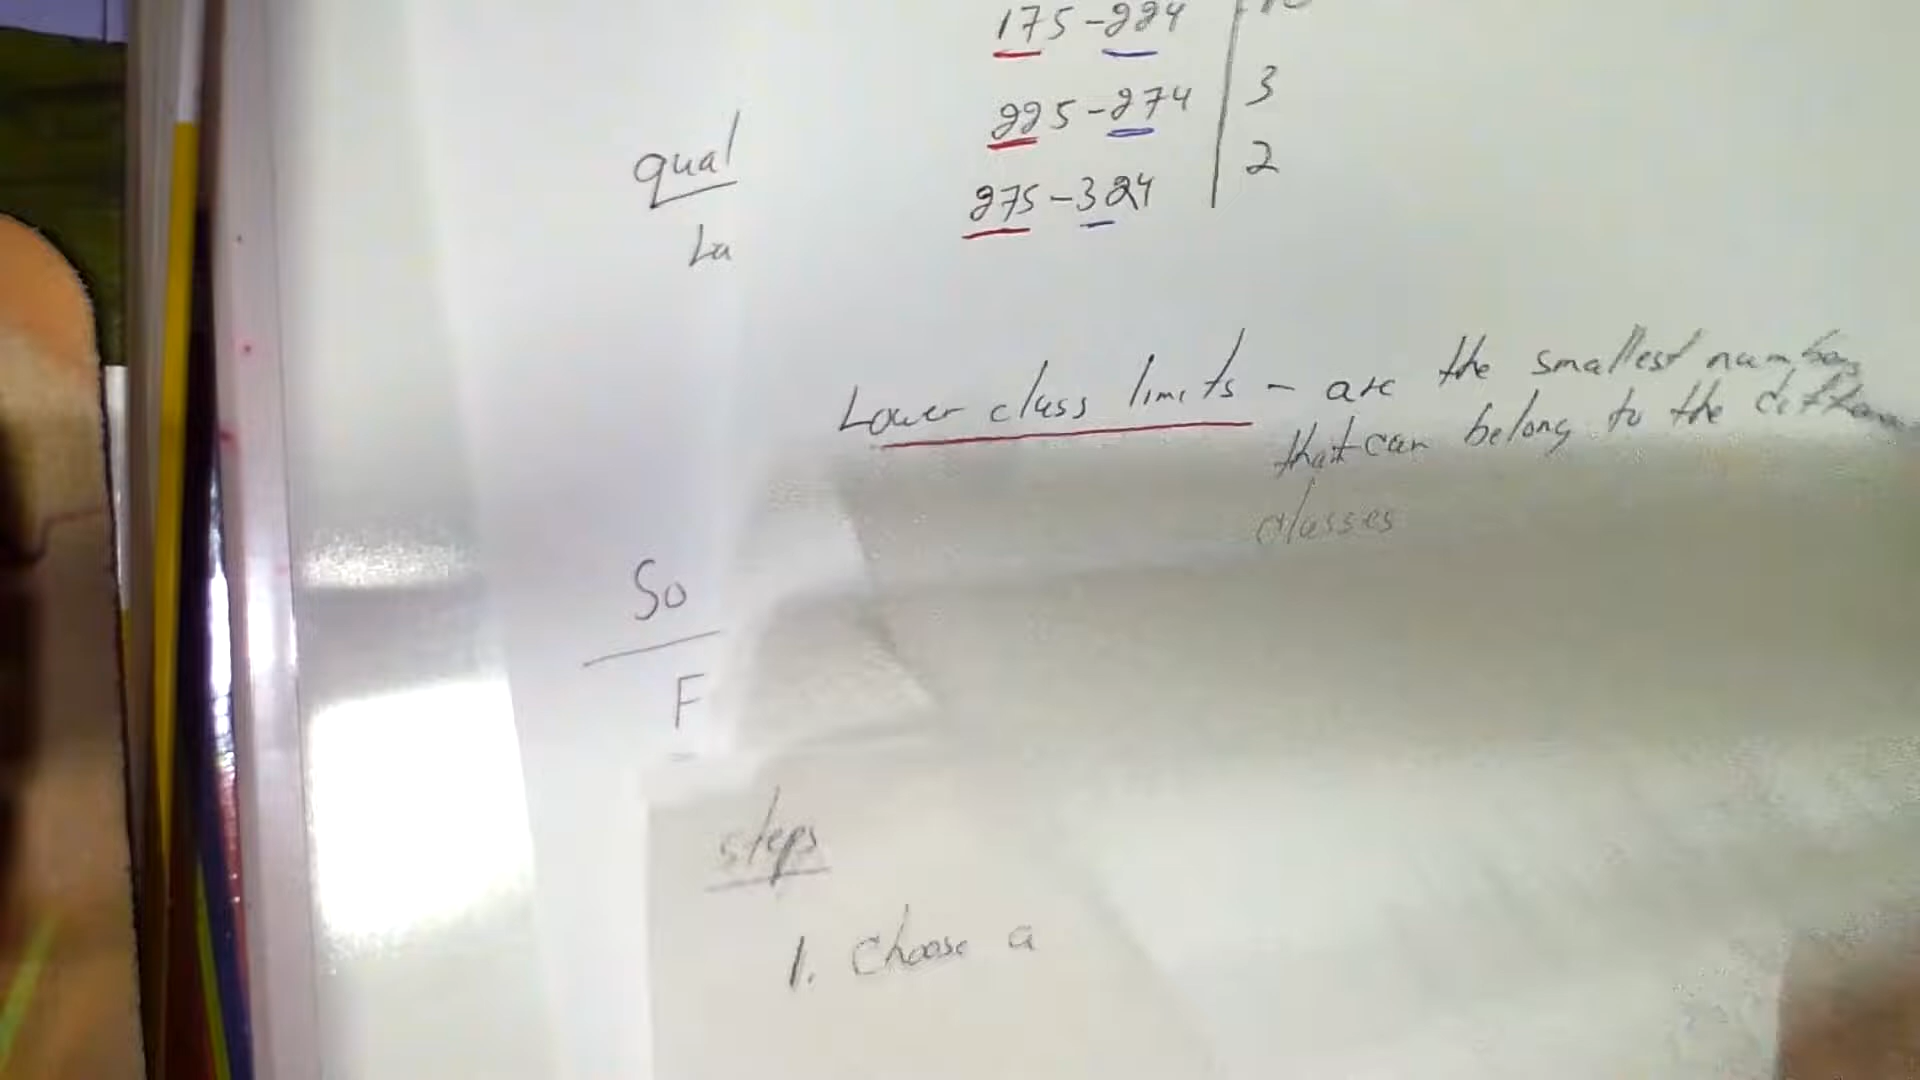 175-224
225-274 3
275-324 2
qual
La
Lower class limits - are the smallest numbers
that can belong to the
classes
So
F
steps
1. Choose a